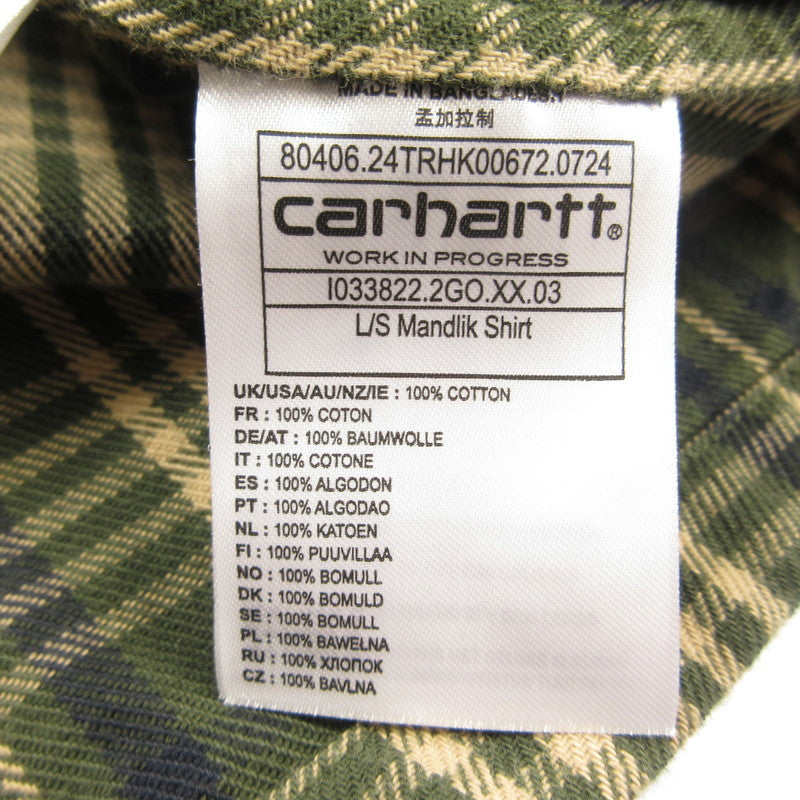 MADE IN BANGLADESH
孟加拉制
80406.24TRHK00672.0724
carhartt®
WORK IN PROGRESS
I033822.2GO.XX.03
L/S Mandlik Shirt
UK/USA/AU/NZ/IE : 100% COTTON
FR : 100% COTON
DE/AT : 100% BAUMWOLLE
IT : 100% COTONE
ES : 100% ALGODON
PT : 100% ALGODAO
NL : 100% KATOEN
FI : 100% PUUVILLAA
NO : 100% BOMULL
DK : 100% BOMULD
SE : 100% BOMULL
PL : 100% BAWEŁNA
RU : 100% ХЛОПОК
CZ : 100% BAVLNA